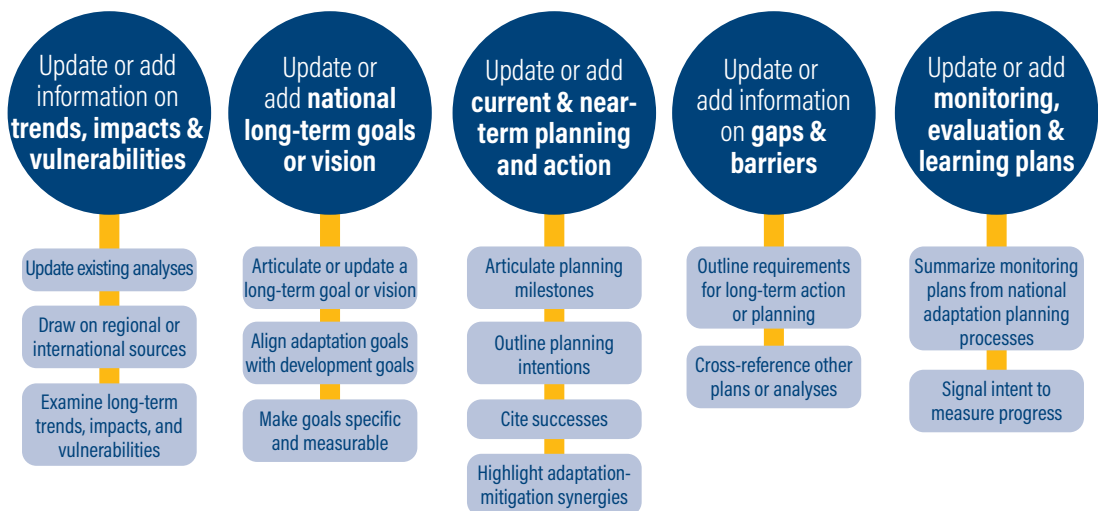 Update or add
information on
trends, impacts &
vulnerabilities
Update existing analyses
Draw on regional or
international sources
Examine long-term
trends, impacts, and
vulnerabilities
Update or
add national
long-term goals
or vision
Articulate or update a
long-term goal or vision
Align adaptation goals
with development goals
Make goals specific
and measurable
Update or add
current & near-
term planning
and action
Articulate planning
milestones
Outline planning
intentions
Cite successes
Highlight adaptation-
mitigation synergies
Update or
add information
on gaps &
barriers
Outline requirements
for long-term action
or planning
Cross-reference other
plans or analyses
Update or add
monitoring,
evaluation &
learning plans
Summarize monitoring
plans from national
adaptation planning
processes
Signal intent to
measure progress